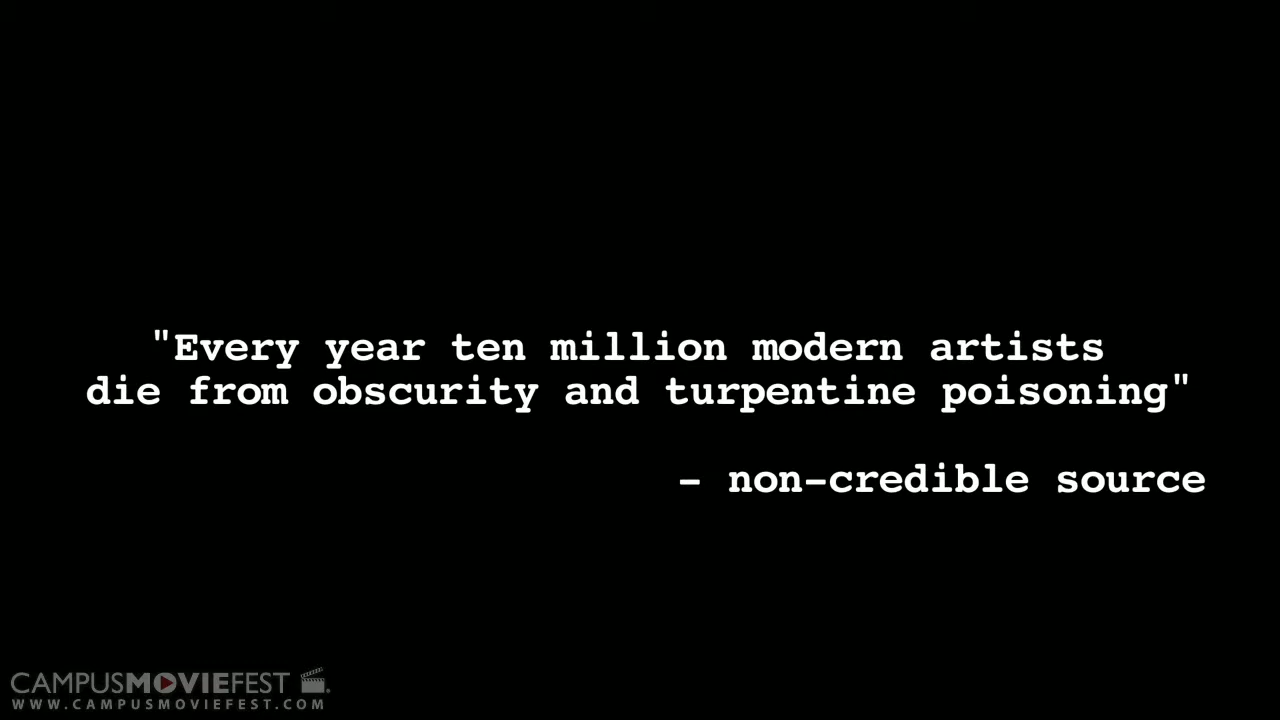 "Every year ten million modern artists
die from obscurity and turpentine poisoning"
- non-credible source
CAMPUSMOVIEFEST
WWW.CAMPUSMOVIEFEST.COM